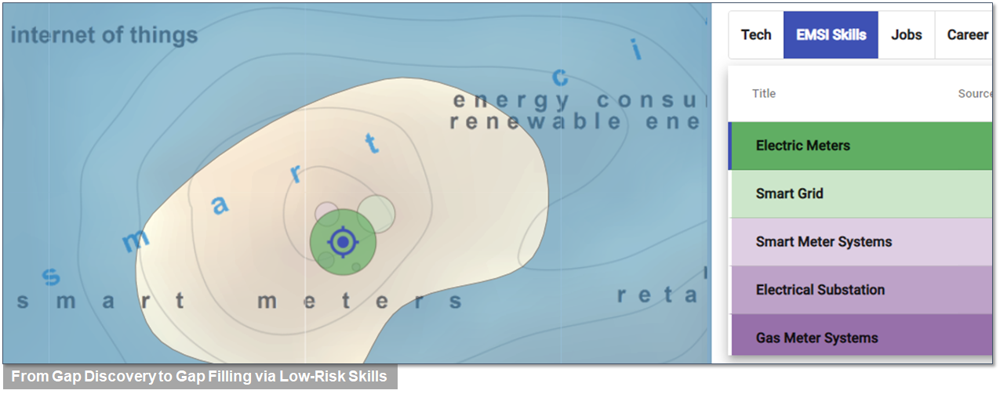 internet of things
smart ci
energy consu
renewable ene
smart meters
reta
Tech EMSI Skills Jobs Career
Title Source
Electric Meters
Smart Grid
Smart Meter Systems
Electrical Substation
Gas Meter Systems
From Gap Discovery to Gap Filling via Low-Risk Skills